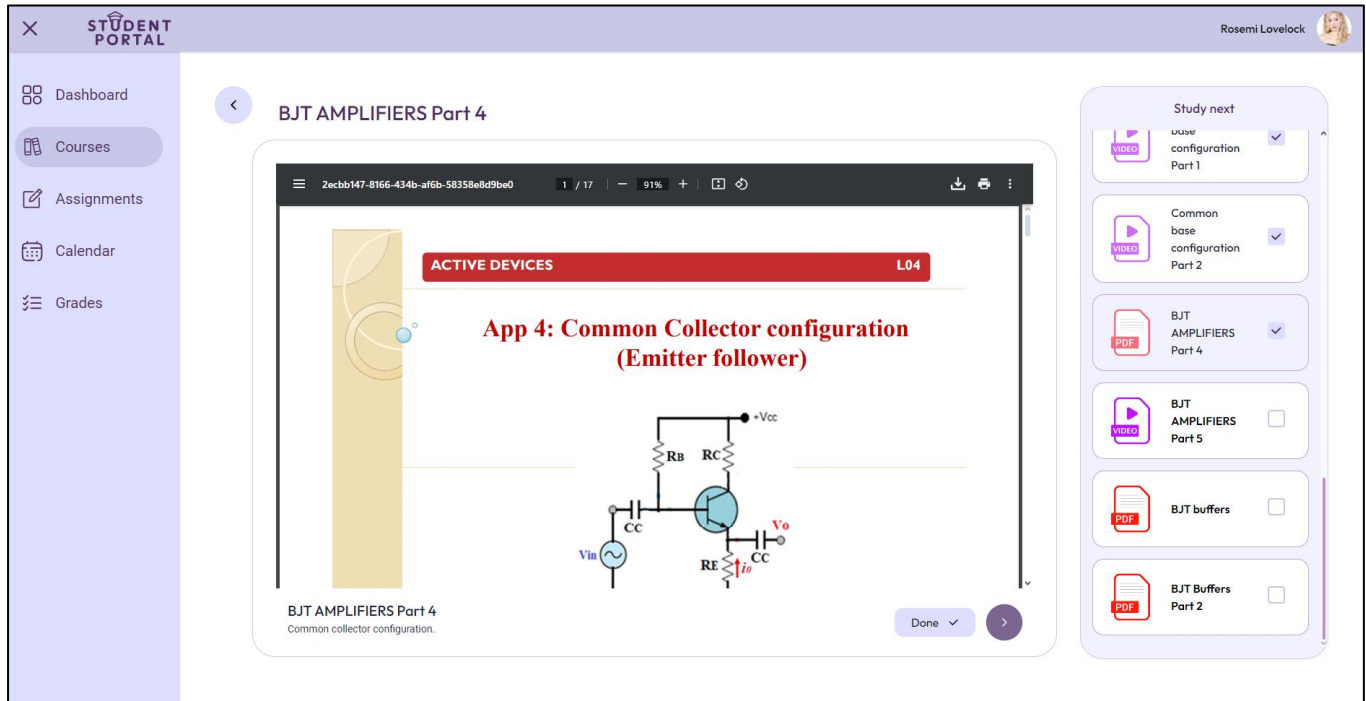 STUDENT
PORTAL
Rosemi Lovelock
Dashboard
Courses
Assignments
Calendar
Grades
BJT AMPLIFIERS Part 4
2ecbb147-8166-434b-af6b-58358e8d9be0 1 / 17 91%
ACTIVE DEVICES L04
App 4: Common Collector configuration
(Emitter follower)
+Vcc
RB RC
CC
Vo
Vin
CC
RE io
BJT AMPLIFIERS Part 4
Common collector configuration.
Done
Study next
base
configuration
Part 1
VIDEO
Common
base
configuration
Part 2
VIDEO
BJT
AMPLIFIERS
Part 4
PDF
BJT
AMPLIFIERS
Part 5
VIDEO
BJT buffers
PDF
BJT Buffers
Part 2
PDF